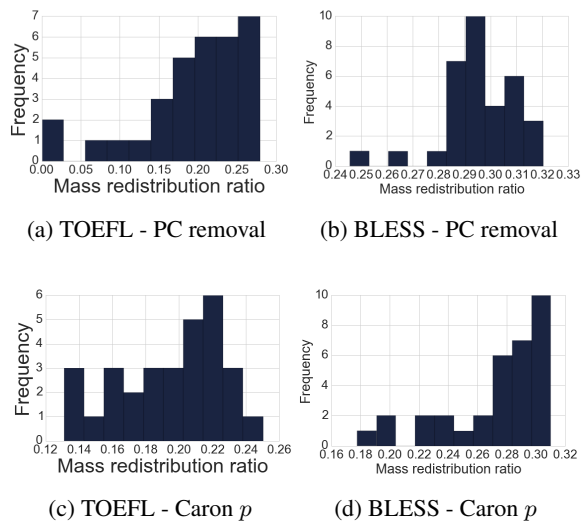 7
6
5
4
3
2
1
0
Frequency
0.00 0.05 0.10 0.15 0.20 0.25 0.30
Mass redistribution ratio
(a) TOEFL - PC removal
10
8
6
4
2
0
Frequency
0.24 0.25 0.26 0.27 0.28 0.29 0.30 0.31 0.32 0.33
Mass redistribution ratio
(b) BLESS - PC removal
6
5
4
3
2
1
0
Frequency
0.12 0.14 0.16 0.18 0.20 0.22 0.24 0.26
Mass redistribution ratio
(c) TOEFL - Caron p
10
8
6
4
2
0
Frequency
0.16 0.18 0.20 0.22 0.24 0.26 0.28 0.30 0.32
Mass redistribution ratio
(d) BLESS - Caron p